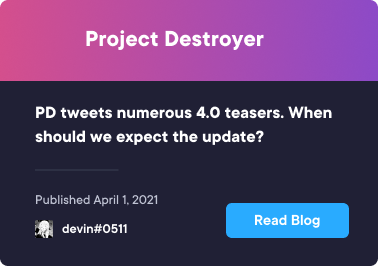 Project Destroyer
PD tweets numerous 4.0 teasers. When
should we expect the update?
Published April 1, 2021
devin#0511
Read Blog